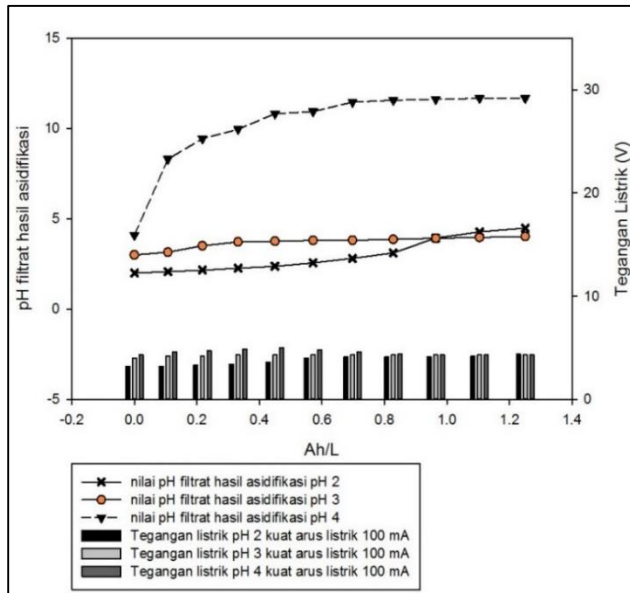 15
10
5
0
-5
pH filtrat hasil asidifikasi
30
20
10
0
Tegangan Listrik (V)
-0.2 0.0 0.2 0.4 0.6 0.8 1.0 1.2 1.4
Ah/L
nilai pH filtrat hasil asidifikasi pH 2
nilai pH filtrat hasil asidifikasi pH 3
nilai pH filtrat hasil asidifikasi pH 4
Tegangan listrik pH 2 kuat arus listrik 100 mA
Tegangan listrik pH 3 kuat arus listrik 100 mA
Tegangan listrik pH 4 kuat arus listrik 100 mA